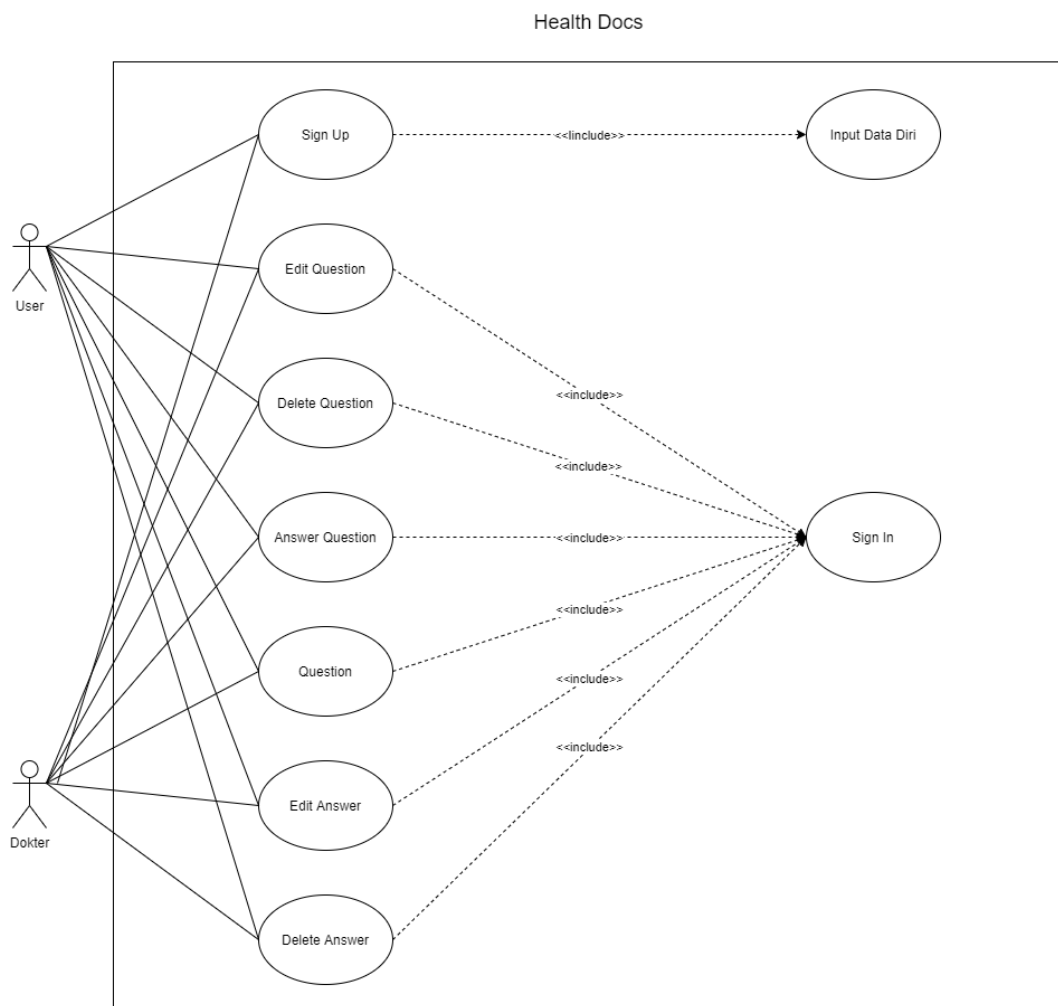 Health Docs
Sign Up
<<Iinclude>>
Input Data Diri
User
Edit Question
<<include>>
Delete Question
<<include>>
Answer Question
<<include>>
Sign In
<<include>>
Question
<<include>>
<<include>>
Dokter
Edit Answer
Delete Answer